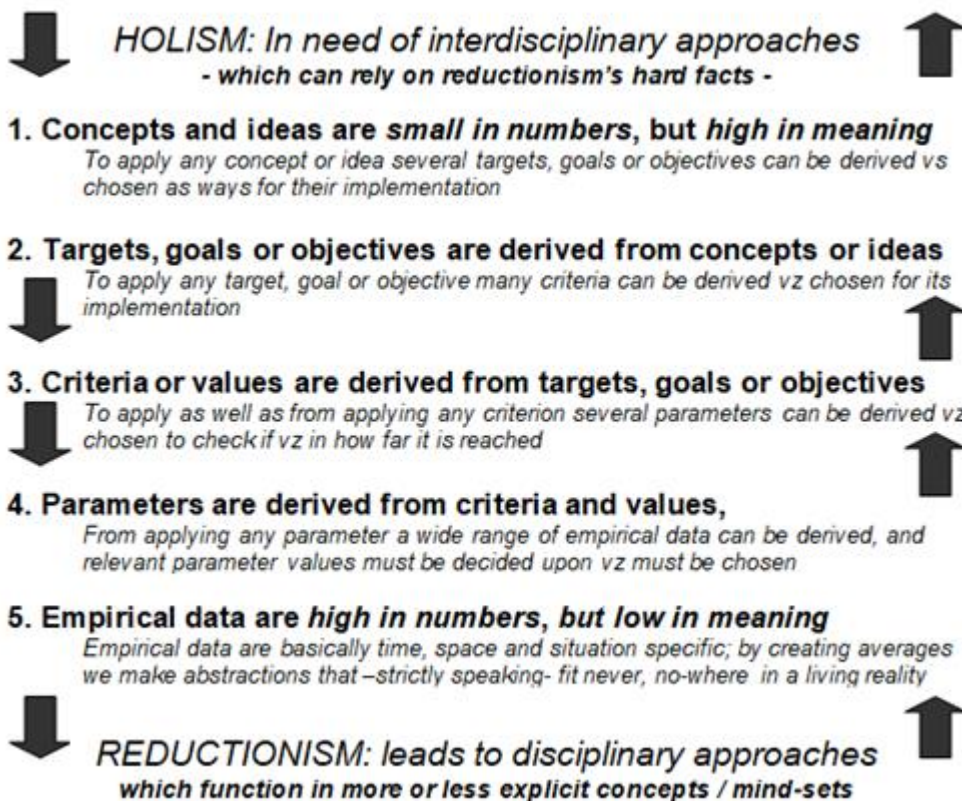 HOLISM: In need of interdisciplinary approaches
- which can rely on reductionism's hard facts -
1. Concepts and ideas are small in numbers, but high in meaning
To apply any concept or idea several targets, goals or objectives can be derived vs
chosen as ways for their implementation
2. Targets, goals or objectives are derived from concepts or ideas
To apply any target, goal or objective many criteria can be derived vz chosen for its
implementation
3. Criteria or values are derived from targets, goals or objectives
To apply as well as from applying any criterion several parameters can be derived vz
chosen to check if vz in how far it is reached
4. Parameters are derived from criteria and values,
From applying any parameter a wide range of empirical data can be derived, and
relevant parameter values must be decided upon vz must be chosen
5. Empirical data are high in numbers, but low in meaning
Empirical data are basically time, space and situation specific; by creating averages
we make abstractions that –strictly speaking- fit never, no-where in a living reality
REDUCTIONISM: leads to disciplinary approaches
which function in more or less explicit concepts / mind-sets